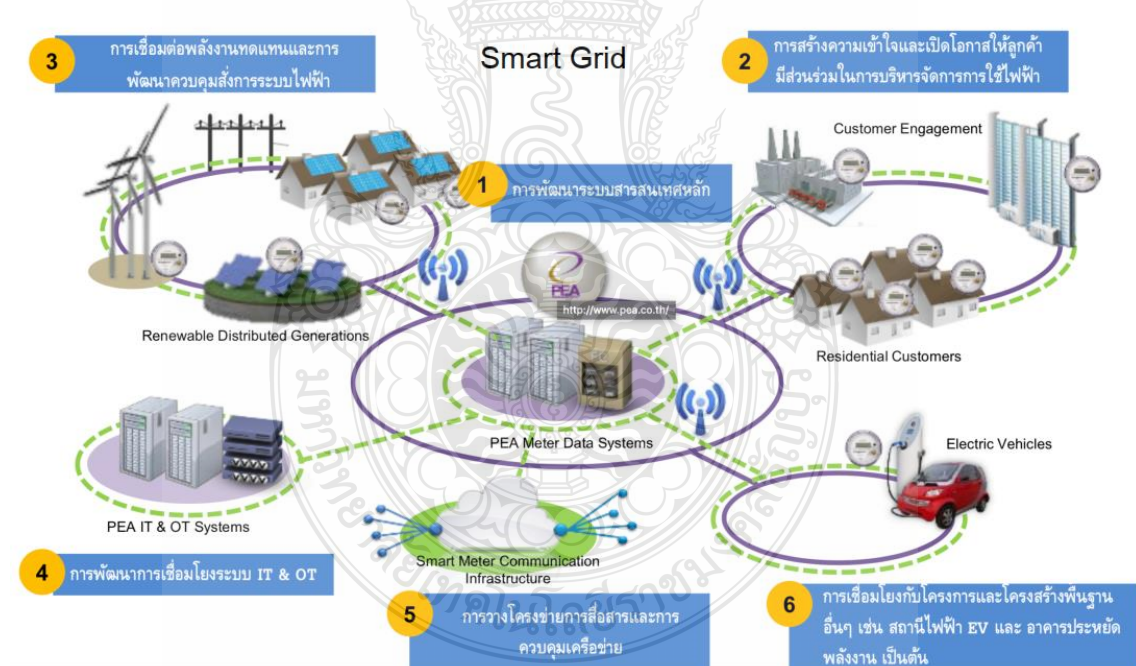 Smart Grid
3
การเชื่อมต่อพลังงานทดแทนและการ
พัฒนาควบคุมสั่งการระบบไฟฟ้า
2
การสร้างความเข้าใจและเปิดโอกาสให้ลูกค้า
มีส่วนร่วมในการบริหารจัดการการใช้ไฟฟ้า
Customer Engagement
1
การพัฒนาระบบสารสนเทศหลัก
PEA
http://www.pea.co.th/
Renewable Distributed Generations
Residential Customers
PEA Meter Data Systems
Electric Vehicles
PEA IT & OT Systems
Smart Meter Communication
Infrastructure
4
การพัฒนาการเชื่อมโยงระบบ IT & OT
5
การวางโครงข่ายการสื่อสารและการ
ควบคุมเครือข่าย
6
การเชื่อมโยงกับโครงการและโครงสร้างพื้นฐาน
อื่นๆ เช่น สถานีไฟฟ้า EV และ อาคารประหยัด
พลังงาน เป็นต้น